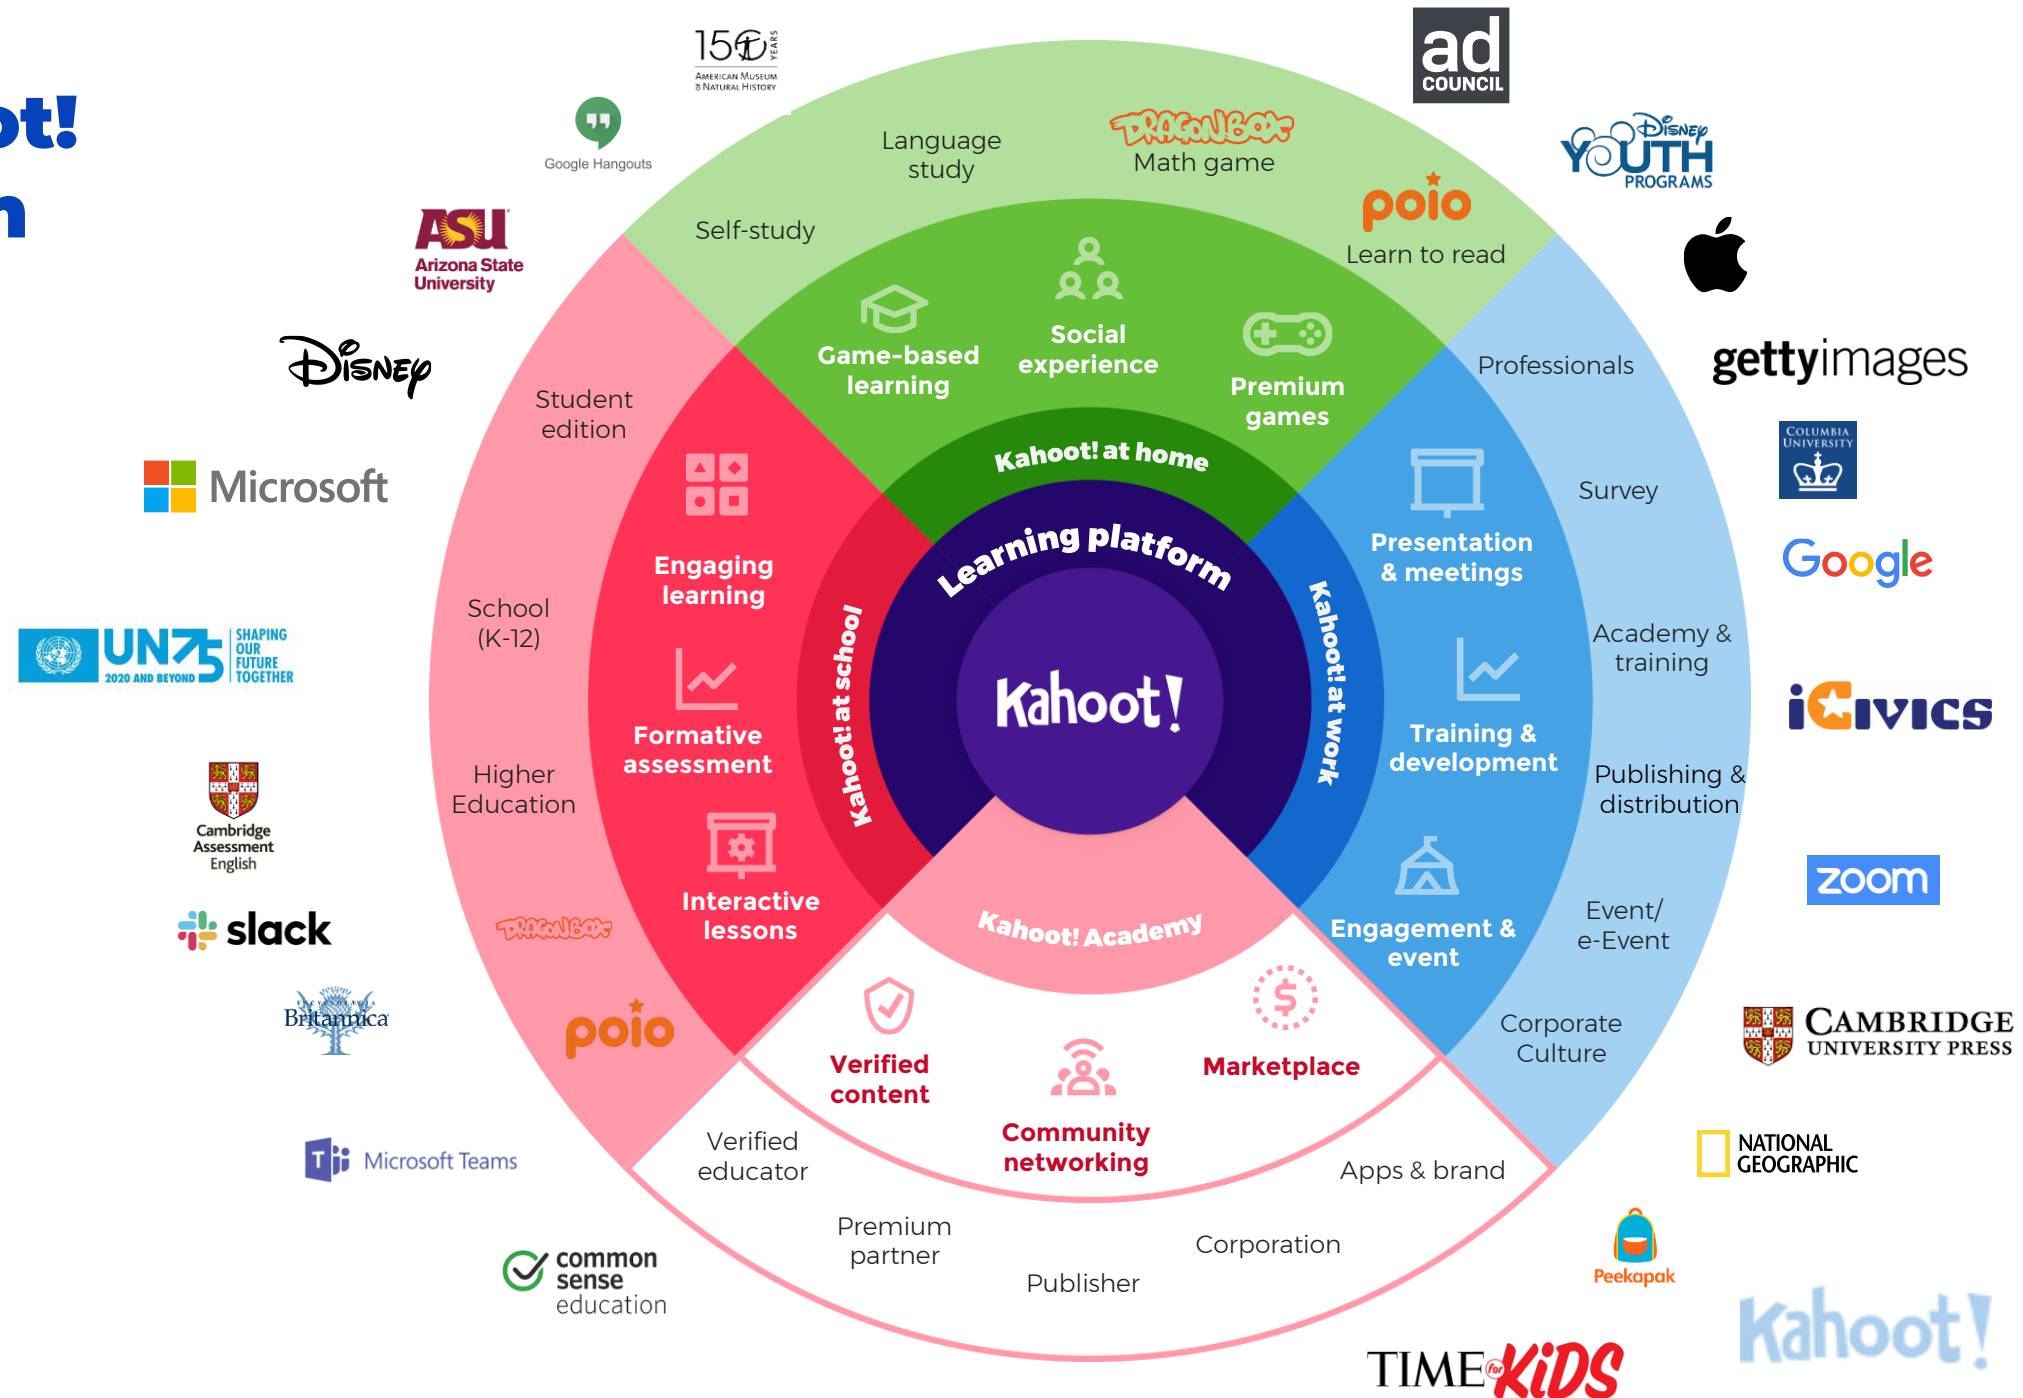 ot!
n
150 YEARS
AMERICAN MUSEUM
OF NATURAL HISTORY
Google Hangouts
ASU
Arizona State
University
Disney
Microsoft
UN75
2020 AND BEYOND
SHAPING
OUR
FUTURE
TOGETHER
Cambridge
Assessment
English
slack
ENCYCLOPÆDIA
Britannica
Microsoft Teams
common
sense
education
ad
COUNCIL
Disney
YOUTH
PROGRAMS
gettyimages
COLUMBIA
UNIVERSITY
Google
iCivics
zoom
CAMBRIDGE
UNIVERSITY PRESS
NATIONAL
GEOGRAPHIC
Peekapak
TIME for KiDS
Kahoot!
Self-study
Language
study
DRAGONBOX
Math game
poio
Learn to read
Game-based
learning
Social
experience
Premium
games
Kahoot! at home
Learning platform
Kahoot!
Student
edition
School
(K-12)
Higher
Education
DRAGONBOX
poio
Engaging
learning
Formative
assessment
Interactive
lessons
Kahoot! at school
Kahoot! at work
Presentation
& meetings
Training &
development
Engagement &
event
Professionals
Survey
Academy &
training
Publishing &
distribution
Event/
e-Event
Corporate
Culture
Kahoot! Academy
Verified
content
Community
networking
Marketplace
Verified
educator
Premium
partner
Publisher
Corporation
Apps & brand